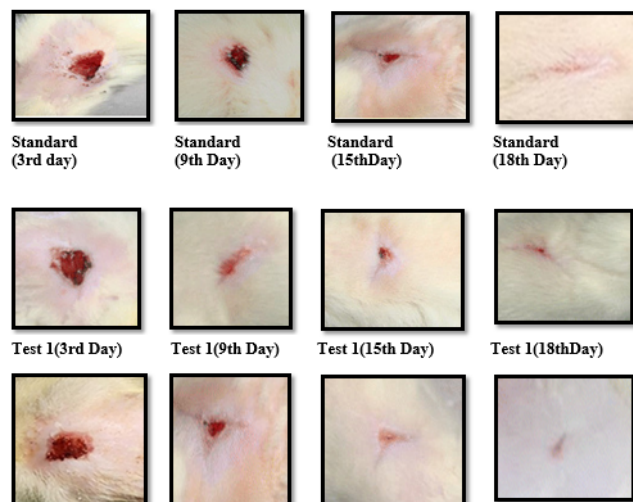 Standard
(3rd day)
Standard
(9th Day)
Standard
(15thDay)
Standard
(18th Day)
Test 1(3rd Day)
Test 1(9th Day)
Test 1(15th Day)
Test 1(18thDay)